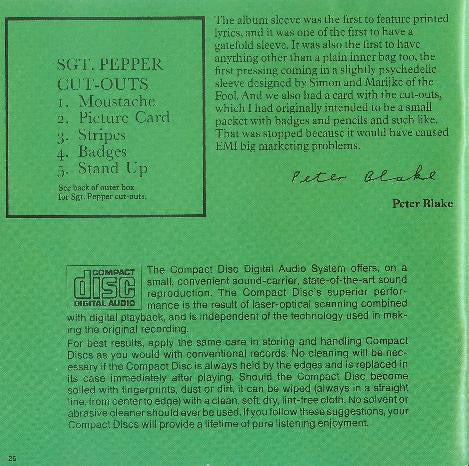 SGT. PEPPER
CUT-OUTS
1. Moustache
2. Picture Card
3. Stripes
4. Badges
5. Stand Up
See back of outer box
for Sgt. Pepper cut-outs.
The album sleeve was the first to feature printed
lyrics, and it was one of the first to have a
gatefold sleeve. It was also the first to have
anything other than a plain inner bag too, the
first pressing coming in a slightly psychedelic
sleeve designed by Simon and Marijke of the
Fool. And we also had a card with the cut-outs,
which I had originally intended to be a small
packet with badges and pencils and such like.
That was stopped because it would have caused
EMI big marketing problems.
Peter Blake
Peter Blake
COMPACT
disc
DIGITAL AUDIO
The Compact Disc Digital Audio System offers, on a
small, convenient sound-carrier, state-of-the-art sound
reproduction. The Compact Disc's superior perfor-
mance is the result of laser-optical scanning combined
with digital playback, and is independent of the technology used in mak-
ing the original recording.
For best results, apply the same care in storing and handling Compact
Discs as you would with conventional records. No cleaning will be nec-
essary if the Compact Disc is always held by the edges and is replaced in
its case immediately after playing. Should the Compact Disc become
soiled with fingerprints, dust or dirt, it can be wiped (always in a straight
line, from center to edge) with a clean, soft, dry, lint-free cloth. No solvent or
abrasive cleaner should ever be used. If you follow these suggestions, your
Compact Discs will provide a lifetime of pure listening enjoyment.
26